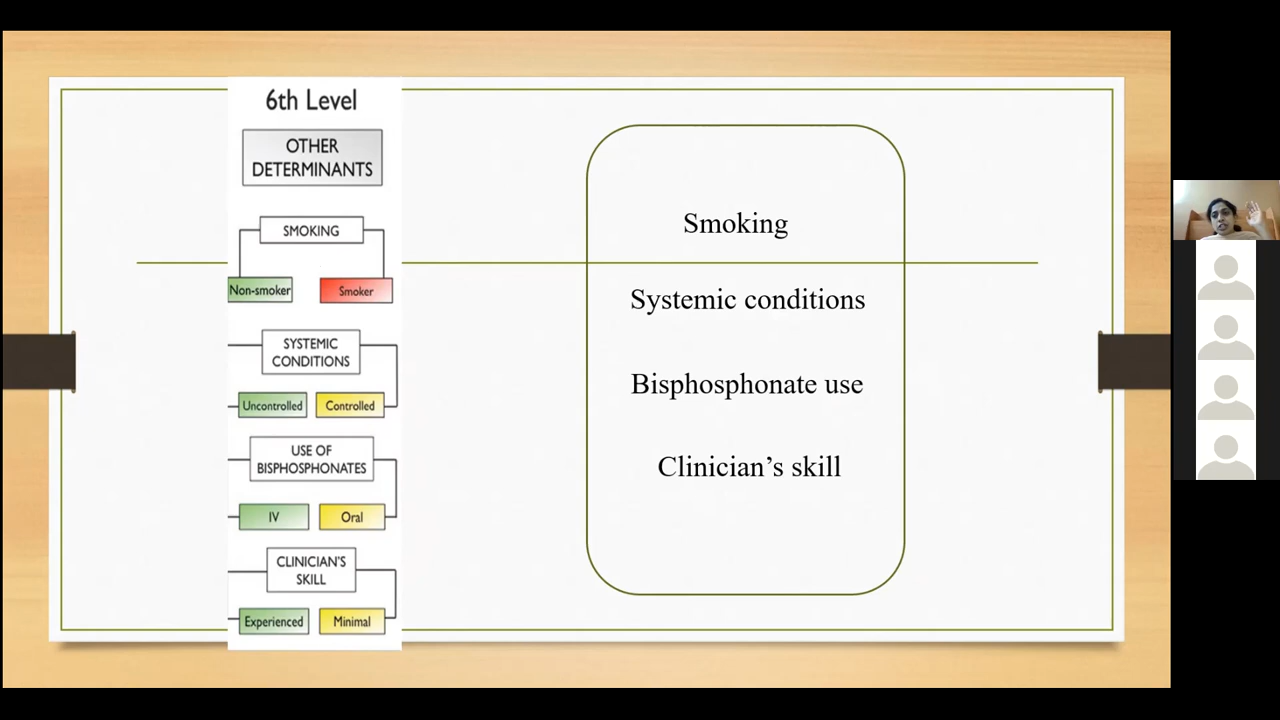 6th Level
OTHER
DETERMINANTS
SMOKING
Non-smoker
Smoker
SYSTEMIC
CONDITIONS
Uncontrolled
Controlled
USE OF
BISPHOSPHONATES
IV
Oral
CLINICIAN'S
SKILL
Experienced
Minimal
Smoking
Systemic conditions
Bisphosphonate use
Clinician’s skill